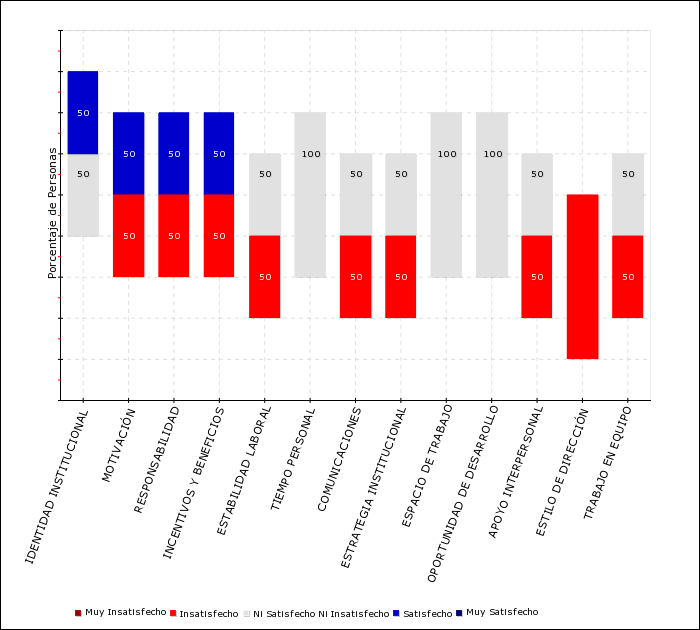 Porcentaje de Personas
50 50 50 50 50 100 50 50 100 100 50 50
50 50 50 50 50 50 50 50 50
IDENTIDAD INSTITUCIONAL
MOTIVACIÓN
RESPONSABILIDAD
INCENTIVOS Y BENEFICIOS
ESTABILIDAD LABORAL
TIEMPO PERSONAL
COMUNICACIONES
ESTRATEGIA INSTITUCIONAL
ESPACIO DE TRABAJO
OPORTUNIDAD DE DESARROLLO
APOYO INTERPERSONAL
ESTILO DE DIRECCIÓN
TRABAJO EN EQUIPO
Muy Insatisfecho Insatisfecho Ni Satisfecho Ni Insatisfecho Satisfecho Muy Satisfecho